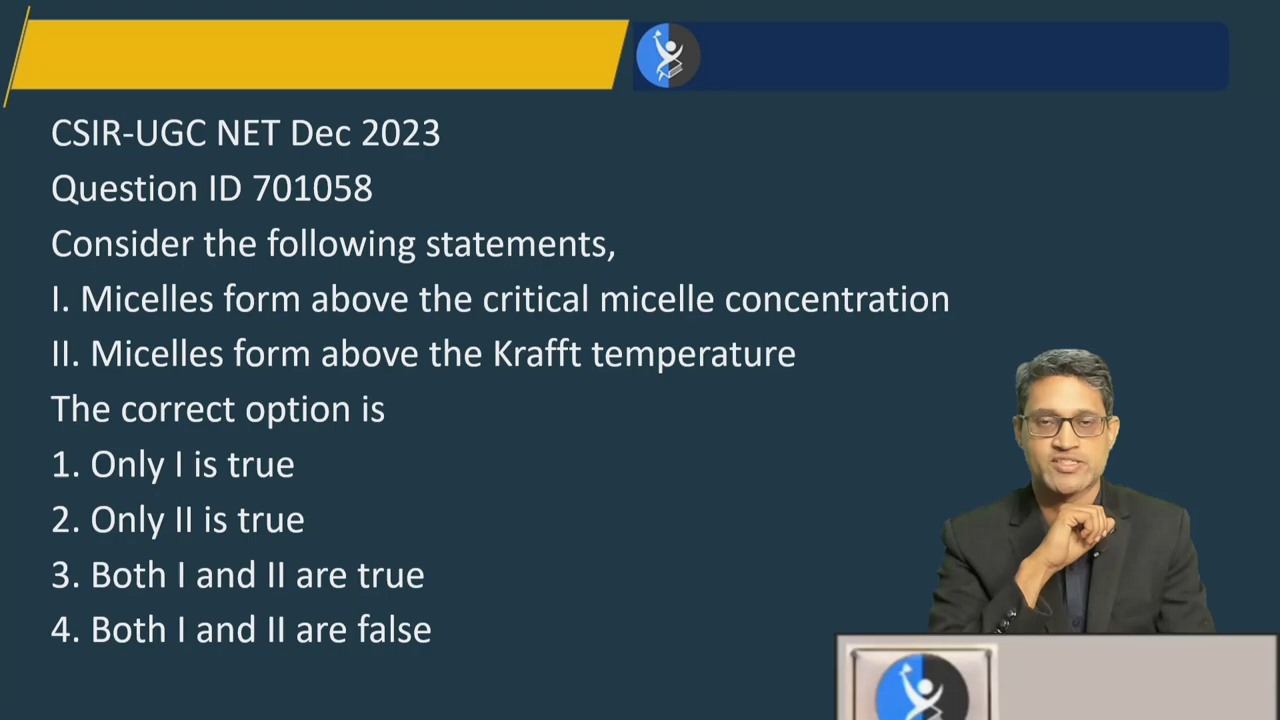 CSIR-UGC NET Dec 2023
Question ID 701058
Consider the following statements,
I. Micelles form above the critical micelle concentration
II. Micelles form above the Krafft temperature
The correct option is
1. Only I is true
2. Only II is true
3. Both I and II are true
4. Both I and II are false